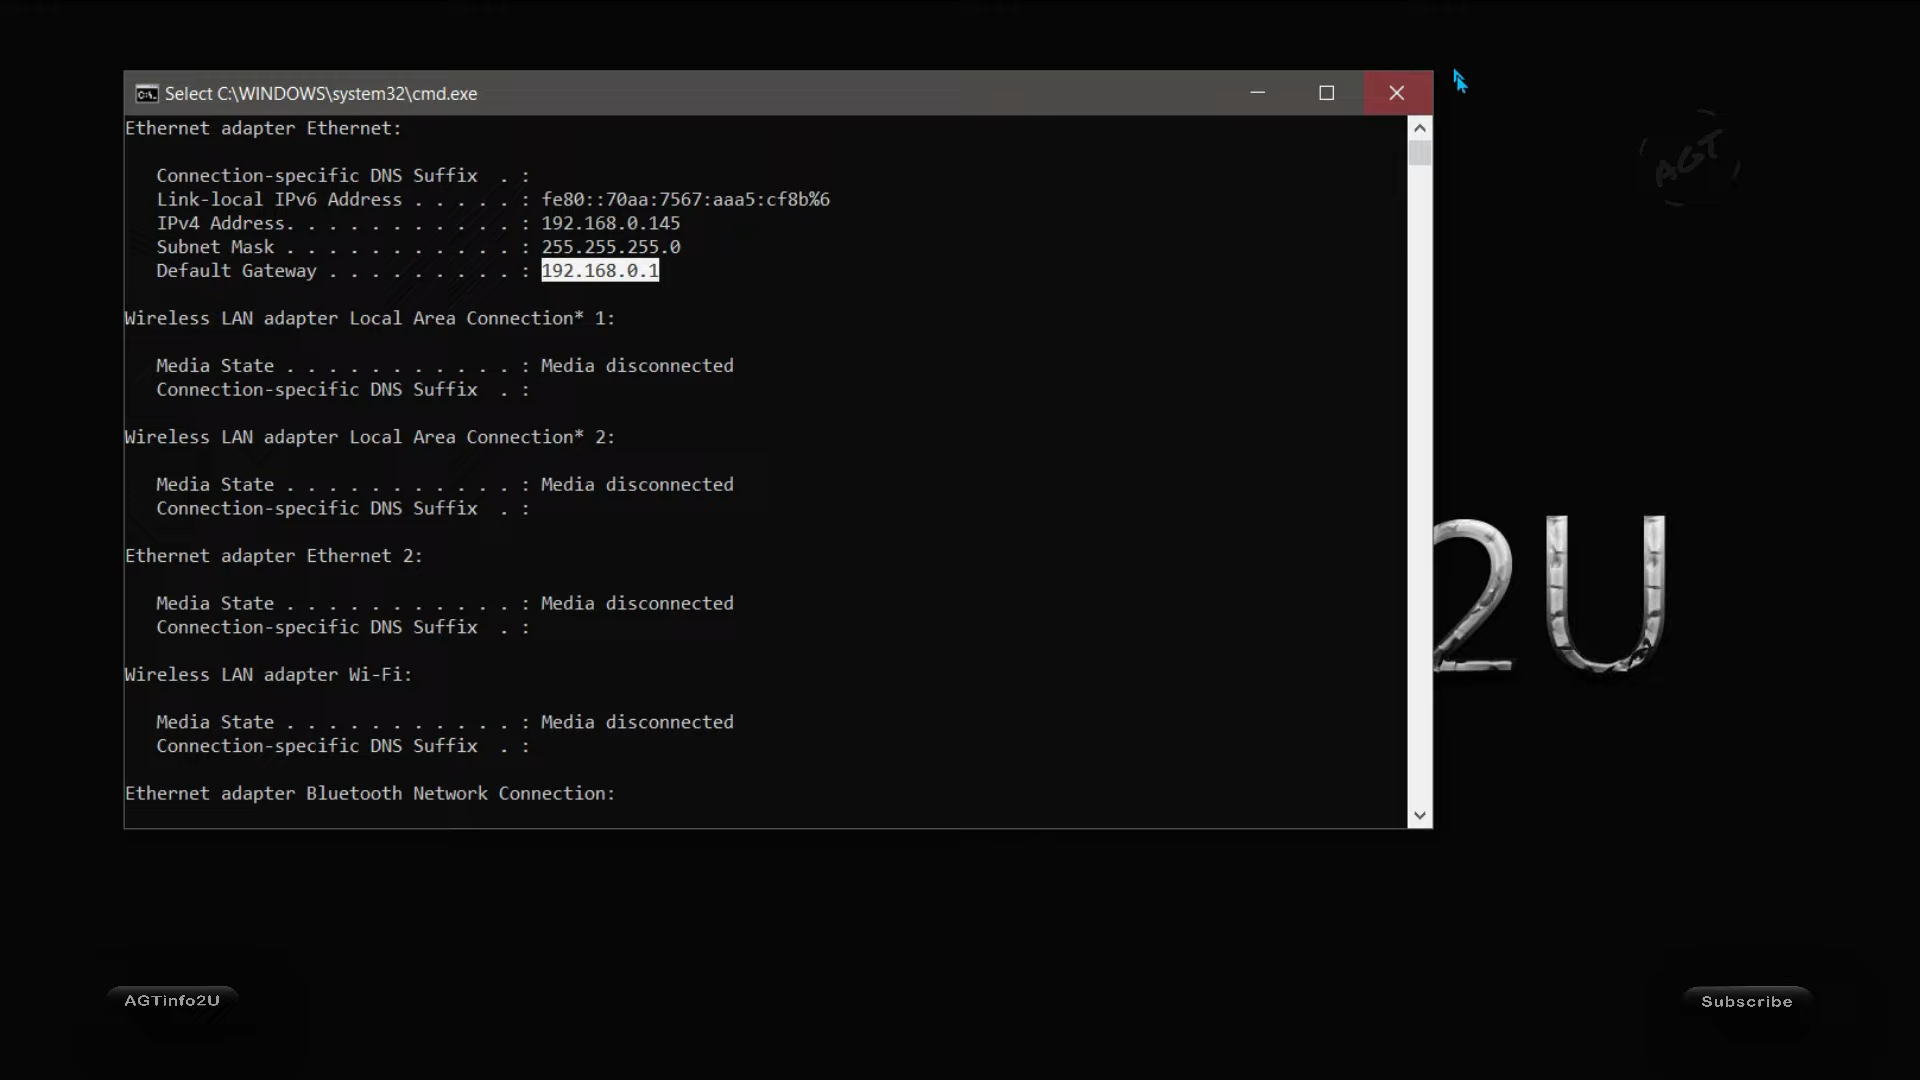 Select C:\WINDOWS\system32\cmd.exe
Ethernet adapter Ethernet:
Connection-specific DNS Suffix  . :
Link-local IPv6 Address . . . . . : fe80::70aa:7567:aaa5:cf8b%6
IPv4 Address. . . . . . . . . . . : 192.168.0.145
Subnet Mask . . . . . . . . . . . : 255.255.255.0
Default Gateway . . . . . . . . . : 192.168.0.1
Wireless LAN adapter Local Area Connection* 1:
Media State . . . . . . . . . . . : Media disconnected
Connection-specific DNS Suffix  . :
Wireless LAN adapter Local Area Connection* 2:
Media State . . . . . . . . . . . : Media disconnected
Connection-specific DNS Suffix  . :
Ethernet adapter Ethernet 2:
Media State . . . . . . . . . . . : Media disconnected
Connection-specific DNS Suffix  . :
Wireless LAN adapter Wi-Fi:
Media State . . . . . . . . . . . : Media disconnected
Connection-specific DNS Suffix  . :
Ethernet adapter Bluetooth Network Connection:
AGT
2U
AGTinfo2U
Subscribe